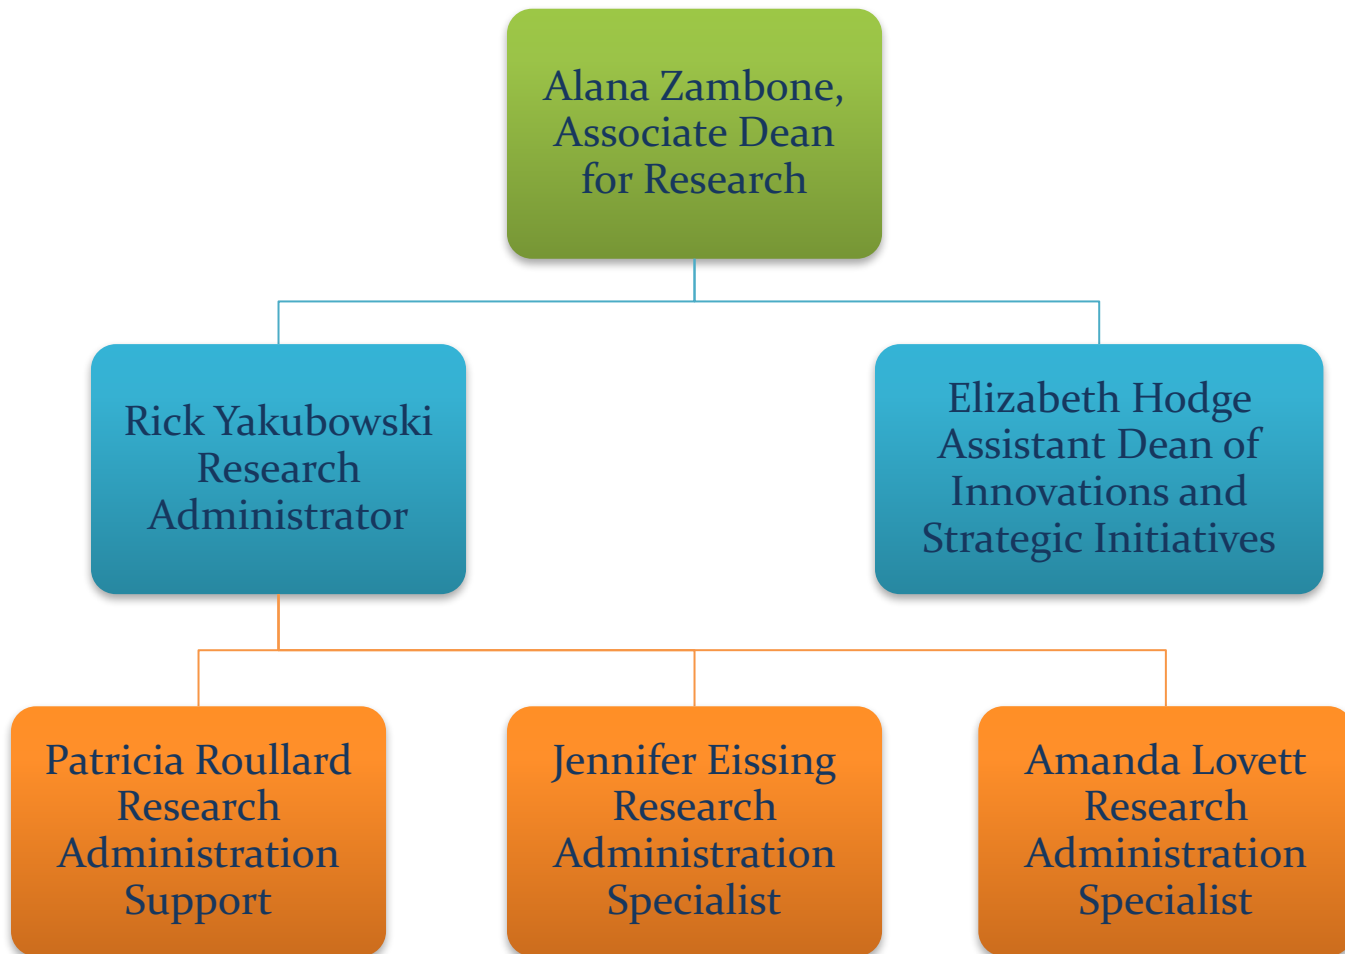 Alana Zambone,
Associate Dean
for Research
Rick Yakubowski
Research
Administrator
Elizabeth Hodge
Assistant Dean of
Innovations and
Strategic Initiatives
Patricia Roullard
Research
Administration
Support
Jennifer Eissing
Research
Administration
Specialist
Amanda Lovett
Research
Administration
Specialist